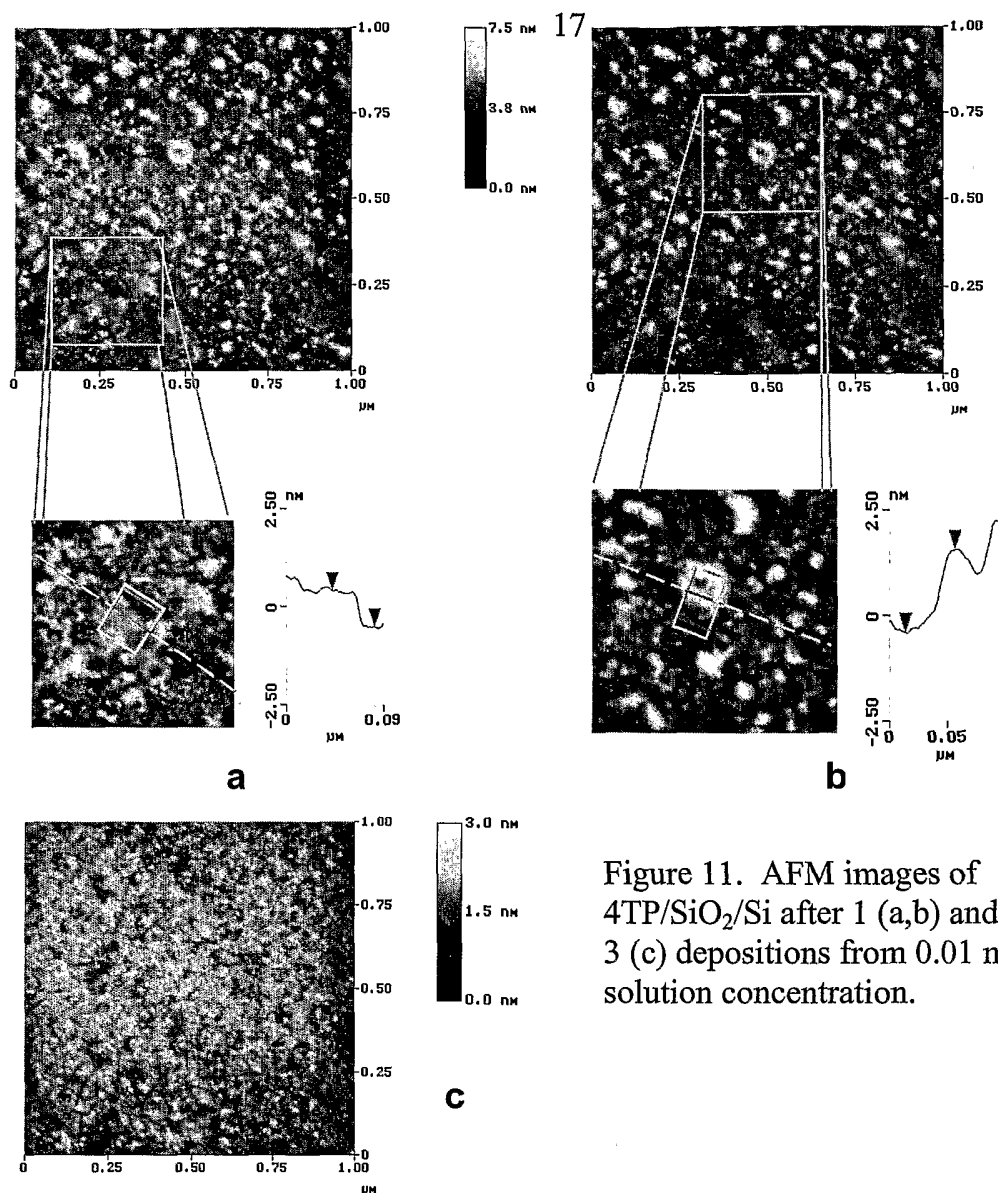 17
1.00
0.75
0.50
0.25
0
0 0.25 0.50 0.75 1.00
μM
7.5 nM
3.8 nM
0.0 nM
1.00
0.75
0.50
0.25
0
0 0.25 0.50 0.75 1.00
μM
2.50
nM
0
-2.50
0 0.09
μM
a
2.50
nM
0
-2.50
0 0.05
μM
b
1.00
0.75
0.50
0.25
0
0 0.25 0.50 0.75 1.00
μM
3.0 nM
1.5 nM
0.0 nM
c
Figure 11. AFM images of
4TP/SiO₂/Si after 1 (a,b) and
3 (c) depositions from 0.01
solution concentration.